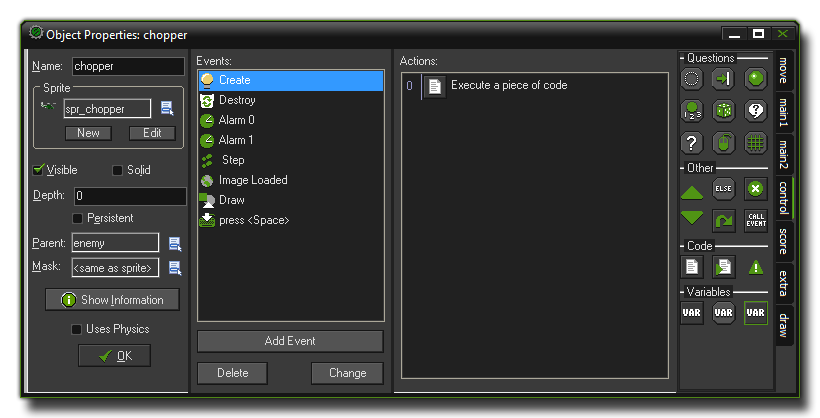 Object Properties: chopper
Name: chopper
Sprite
spr_chopper
New Edit
Visible Solid
Depth: 0
Persistent
Parent: enemy
Mask: <same as sprite>
Show Information
Uses Physics
OK
Events:
Create
Destroy
Alarm 0
Alarm 1
Step
Image Loaded
Draw
press <Space>
Add Event
Delete Change
Actions:
0 Execute a piece of code
Questions
1 2 3
?
?
Other
ELSE
CALL
EVENT
Code
Variables
VAR VAR VAR
move
main1
main2
control
score
extra
draw